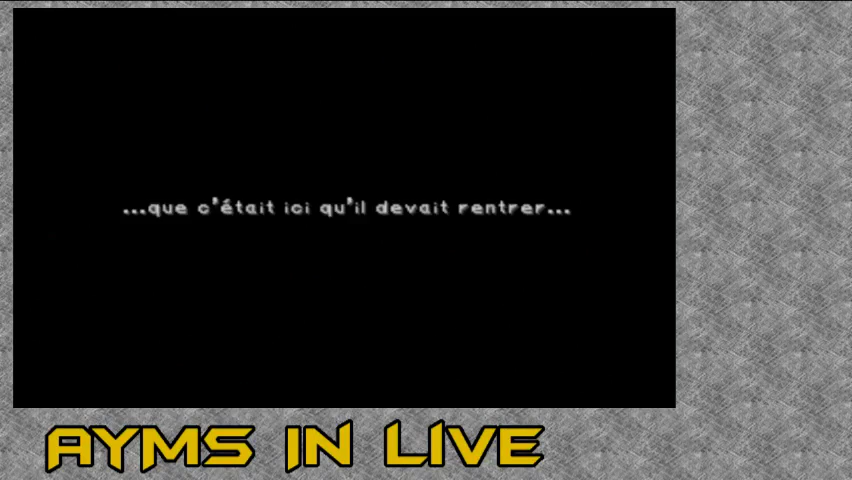 ...que c'était ici qu'il devait rentrer...
AYMS IN LIVE